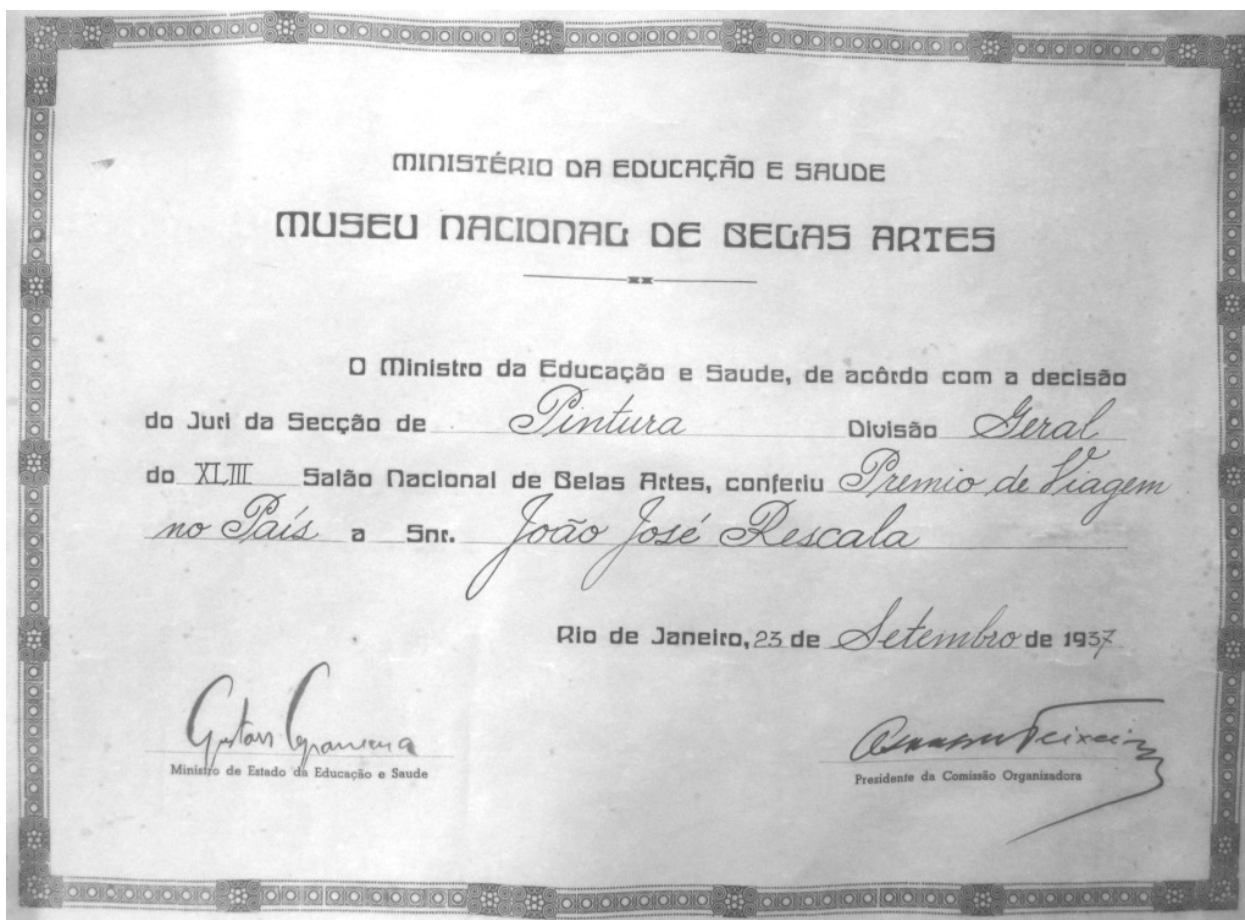 MINISTÉRIO DA EDUCAÇÃO E SAUDE
MUSEU NACIONAL DE BELAS ARTES
O Ministro da Educação e Saude, de acôrdo com a decisão
do Juri da Secção de Pintura Divisão Geral
do XLIII Salão Nacional de Belas Artes, conferiu Premio de Viagem
no País a Snr. João José Rescala
Rio de Janeiro, 23 de Setembro de 1937
Gustavo Capanema Teixeira
Ministro de Estado da Educação e Saude
Presidente da Comissão Organizadora